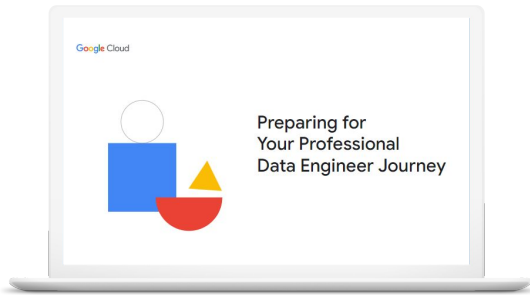 Google Cloud
Preparing for
Your Professional
Data Engineer Journey